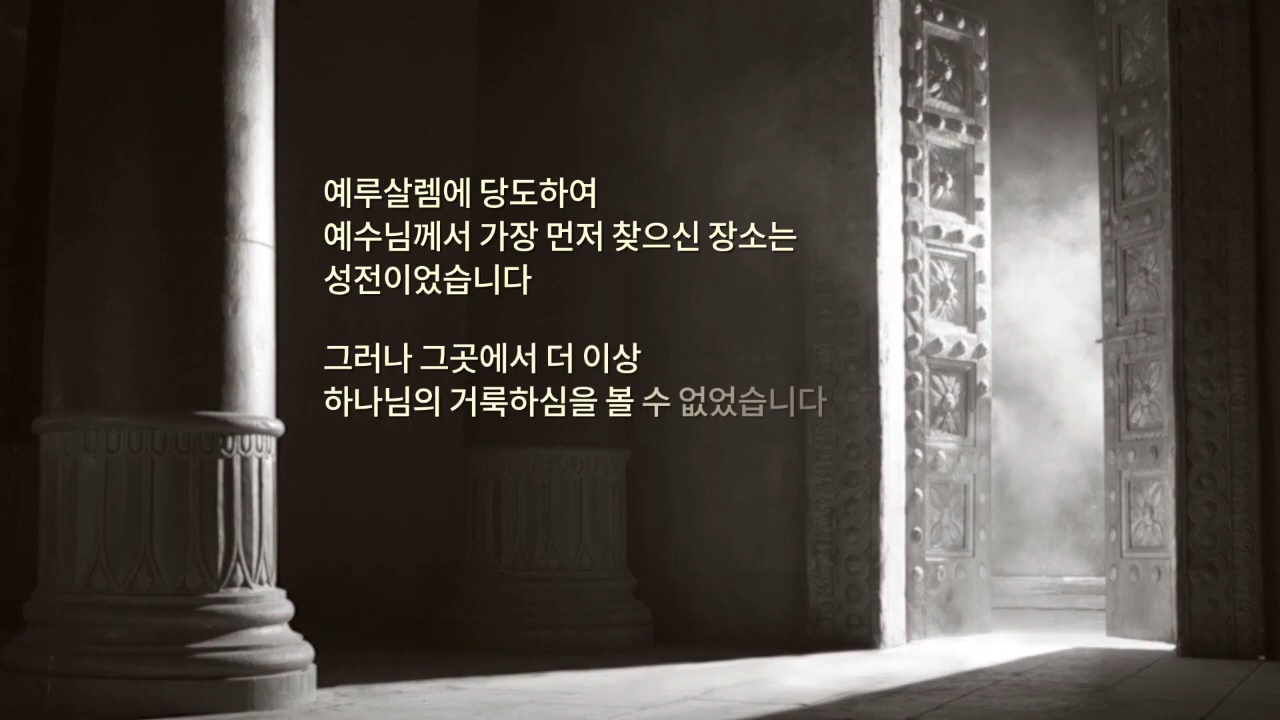 예루살렘에 당도하여
예수님께서 가장 먼저 찾으신 장소는
성전이었습니다
그러나 그곳에서 더 이상
하나님의 거룩하심을 볼 수 없었습니다